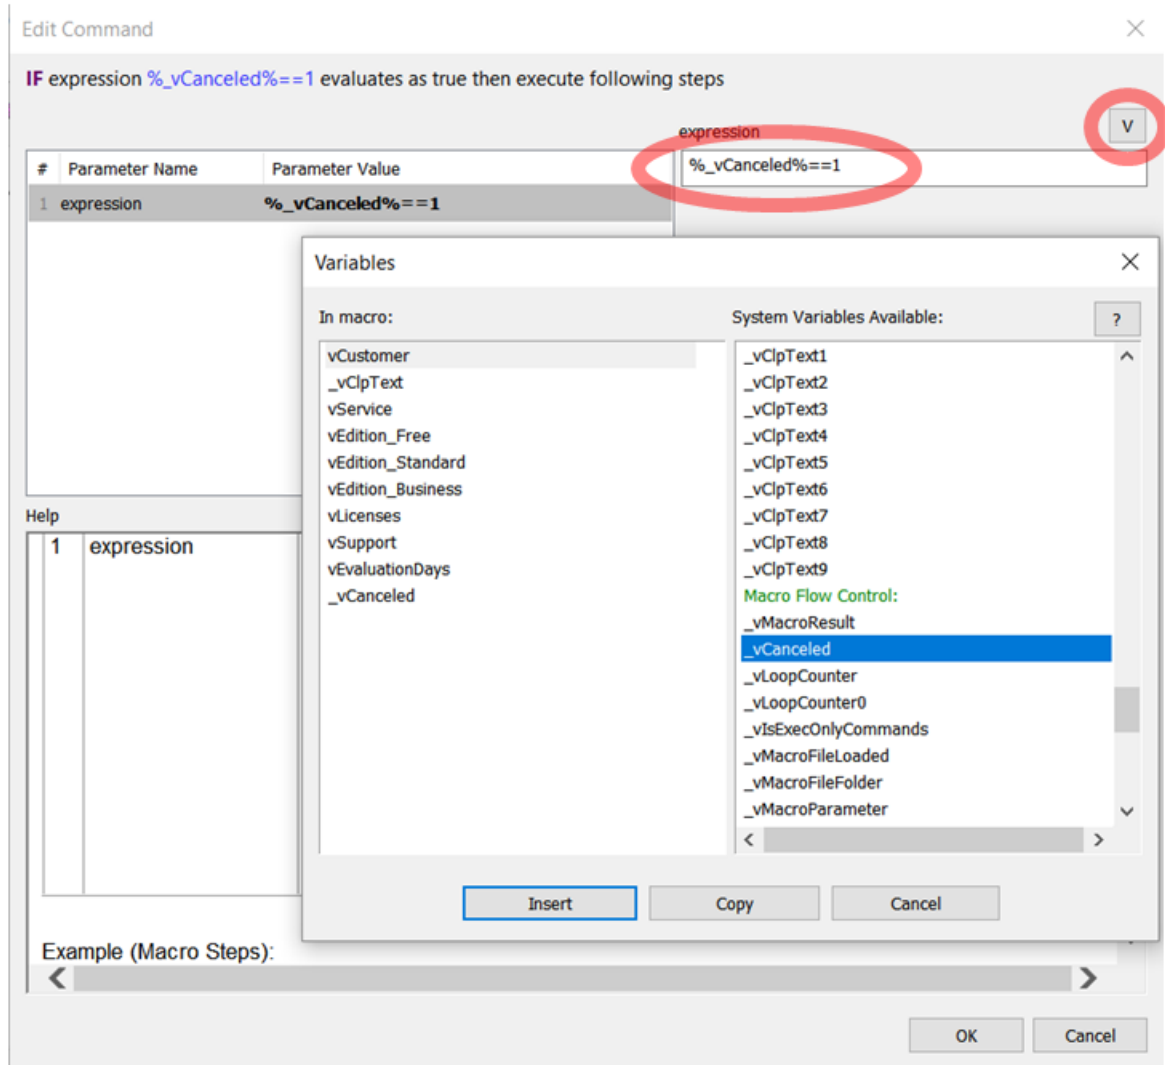 Edit Command
IF expression %_vCanceled%==1 evaluates as true then execute following steps
expression
V
%_vCanceled%==1
# Parameter Name Parameter Value
1 expression %_vCanceled%==1
Variables
In macro:
vCustomer
_vClpText
vService
vEdition_Free
vEdition_Standard
vEdition_Business
vLicenses
vSupport
vEvaluationDays
_vCanceled
System Variables Available:
?
_vClpText1
_vClpText2
_vClpText3
_vClpText4
_vClpText5
_vClpText6
_vClpText7
_vClpText8
_vClpText9
Macro Flow Control:
_vMacroResult
_vCanceled
_vLoopCounter
_vLoopCounter0
_vIsExecOnlyCommands
_vMacroFileLoaded
_vMacroFileFolder
_vMacroParameter
Insert
Copy
Cancel
Help
1 expression
Example (Macro Steps):
OK
Cancel